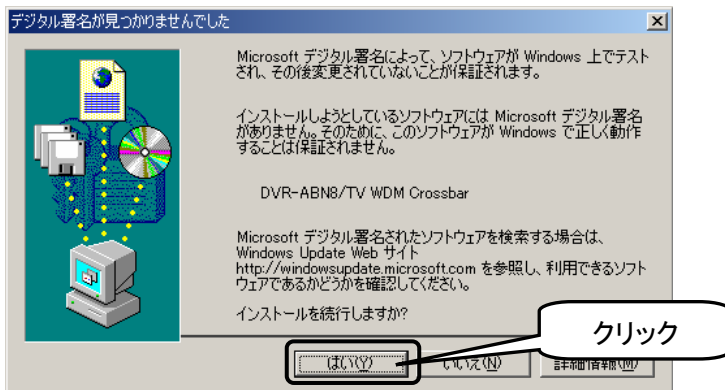 デジタル署名が見つかりませんでした
Microsoft デジタル署名によって、ソフトウェアが Windows 上でテスト
され、その後変更されていないことが保証されます。
インストールしようとしているソフトウェアには Microsoft デジタル署名
がありません。そのために、このソフトウェアが Windows で正しく動作
することは保証されません。
DVR-ABN8/TV WDM Crossbar
Microsoft デジタル署名されたソフトウェアを検索する場合は、
Windows Update Web サイト
http://windowsupdate.microsoft.com を参照し、利用できるソフト
ウェアであるかどうかを確認してください。
インストールを続行しますか?
クリック
はい(Y) いいえ(N) 詳細情報(M)